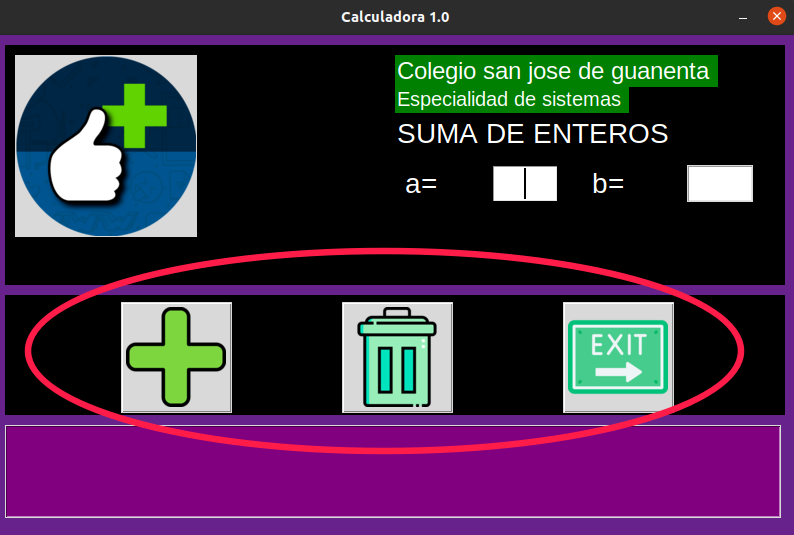 Calculadora 1.0
Colegio san jose de guanenta
Especialidad de sistemas
SUMA DE ENTEROS
a= b=
EXIT